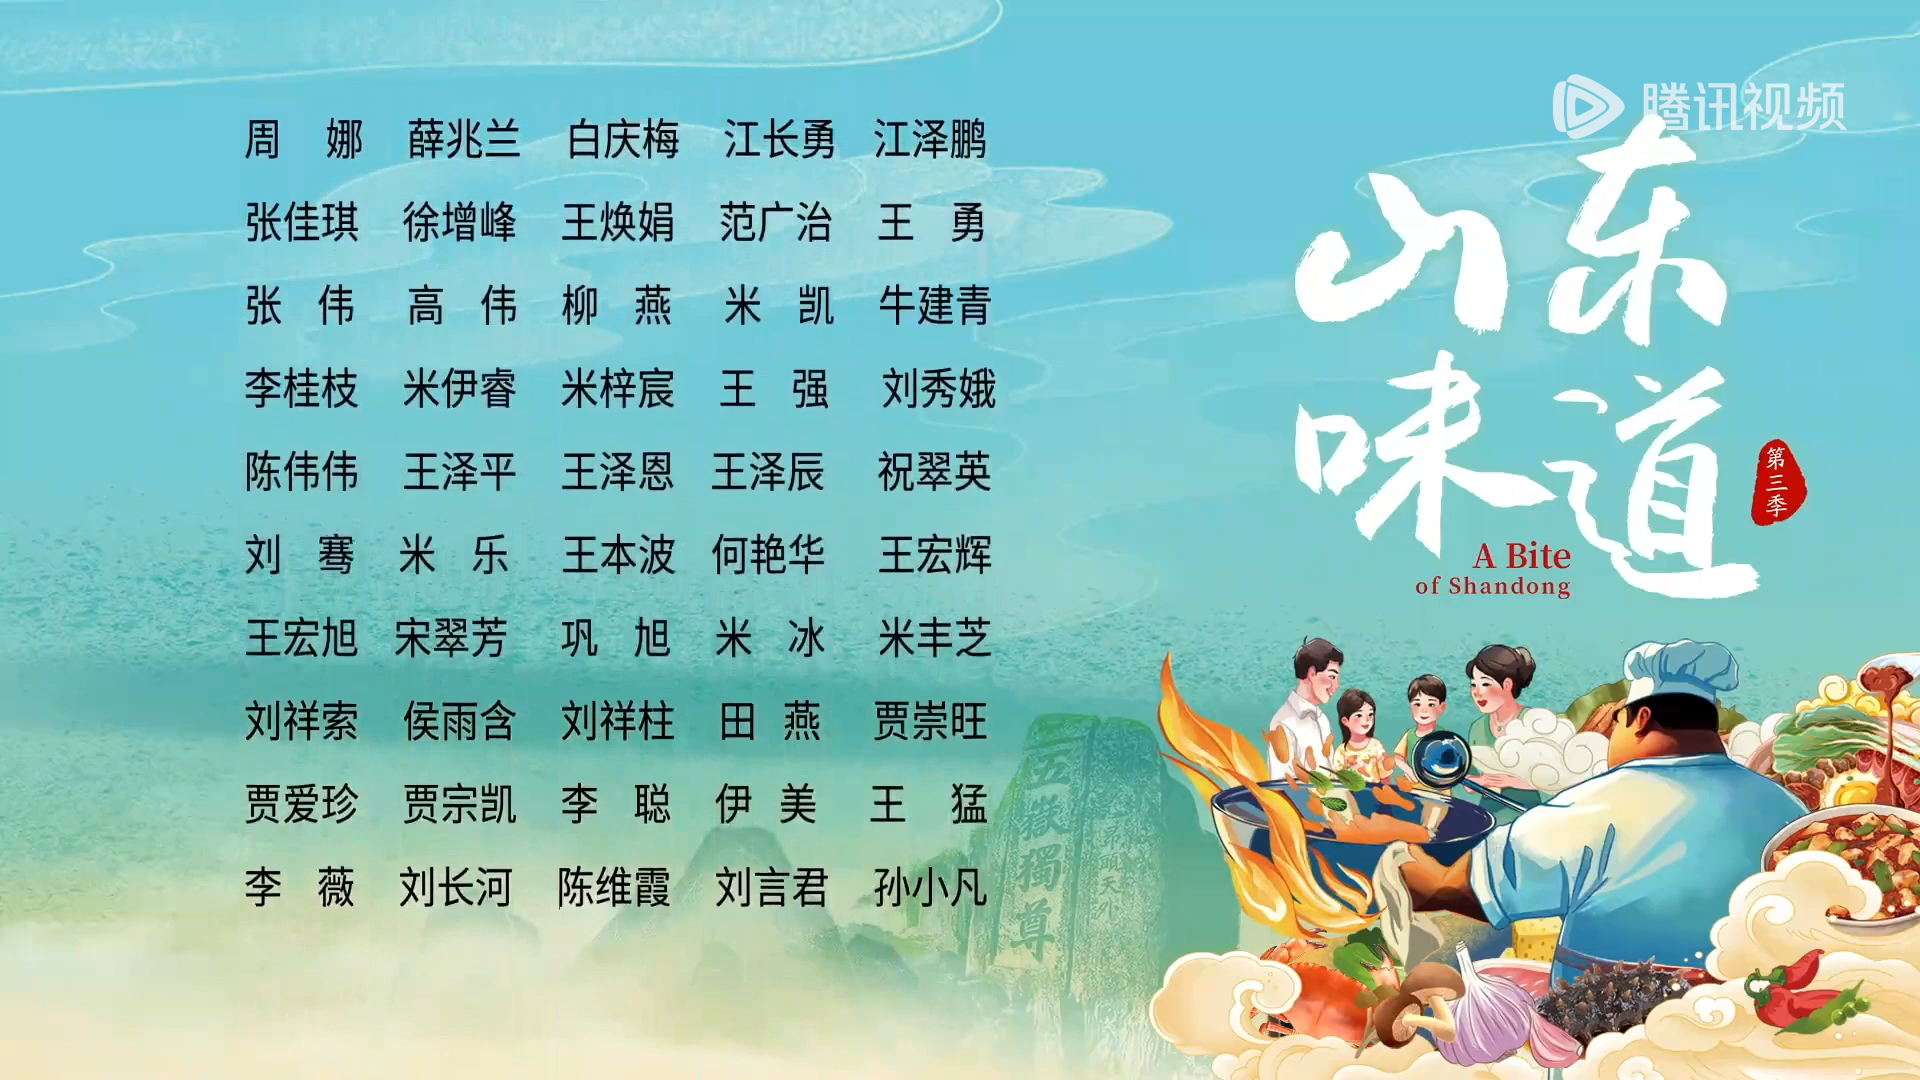 腾讯视频
周 娜 薛兆兰 白庆梅 江长勇 江泽鹏
张佳琪 徐增峰 王焕娟 范广治 王 勇
张 伟 高 伟 柳 燕 米 凯 牛建青
李桂枝 米伊睿 米梓宸 王 强 刘秀娥
陈伟伟 王泽平 王泽恩 王泽辰 祝翠英
刘 骞 米 乐 王本波 何艳华 王宏辉
王宏旭 宋翠芳 巩 旭 米 冰 米丰芝
刘祥索 侯雨含 刘祥柱 田 燕 贾崇旺
贾爱珍 贾宗凯 李 聪 伊 美 王 猛
李 薇 刘长河 陈维霞 刘言君 孙小凡
山东
味道
第三季
A Bite
of Shandong
五嶽獨尊